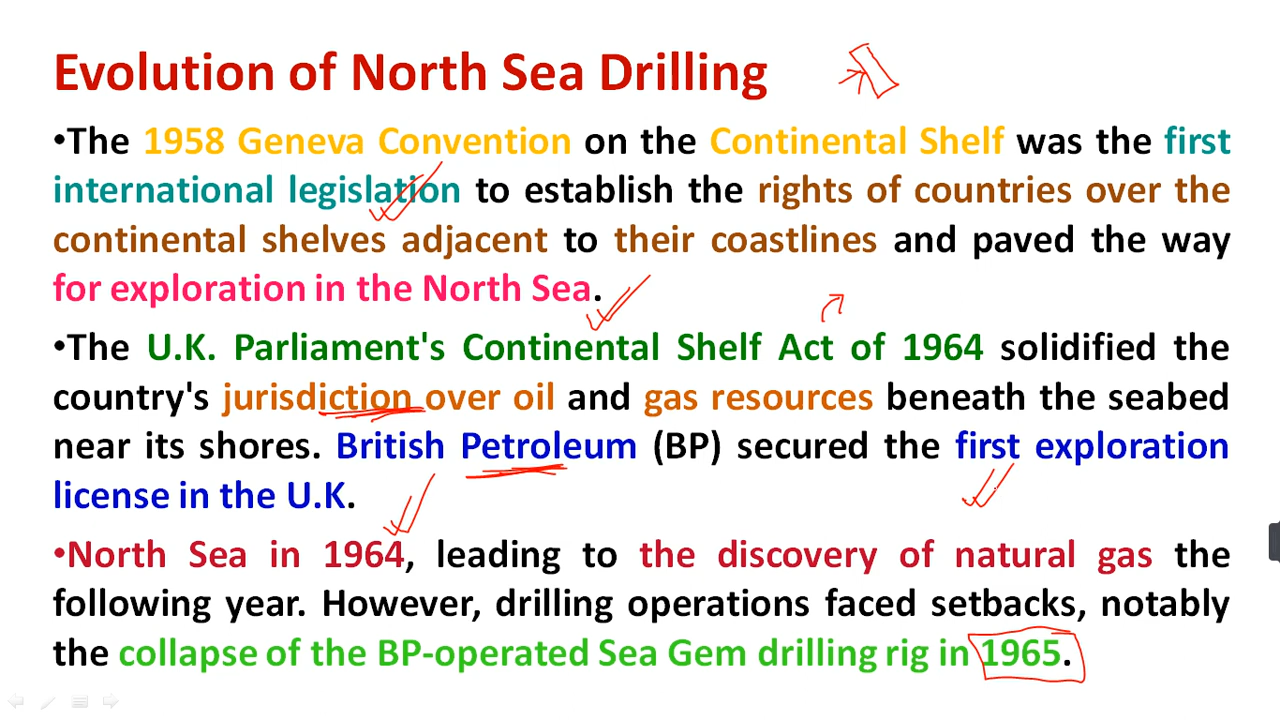 Evolution of North Sea Drilling
•The 1958 Geneva Convention on the Continental Shelf was the first
international legislation to establish the rights of countries over the
continental shelves adjacent to their coastlines and paved the way
for exploration in the North Sea.
•The U.K. Parliament's Continental Shelf Act of 1964 solidified the
country's jurisdiction over oil and gas resources beneath the seabed
near its shores. British Petroleum (BP) secured the first exploration
license in the U.K.
•North Sea in 1964, leading to the discovery of natural gas the
following year. However, drilling operations faced setbacks, notably
the collapse of the BP-operated Sea Gem drilling rig in 1965.